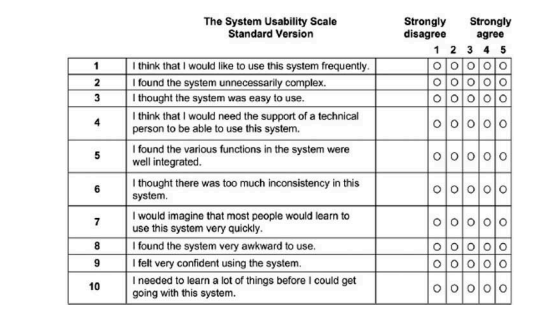 The System Usability Scale
Standard Version
Strongly
disagree
Strongly
agree
1 2 3 4 5
1 I think that I would like to use this system frequently.
2 I found the system unnecessarily complex.
3 I thought the system was easy to use.
4 I think that I would need the support of a technical
person to be able to use this system.
5 I found the various functions in the system were
well integrated.
6 I thought there was too much inconsistency in this
system.
7 I would imagine that most people would learn to
use this system very quickly.
8 I found the system very awkward to use.
9 I felt very confident using the system.
10 I needed to learn a lot of things before I could get
going with this system.